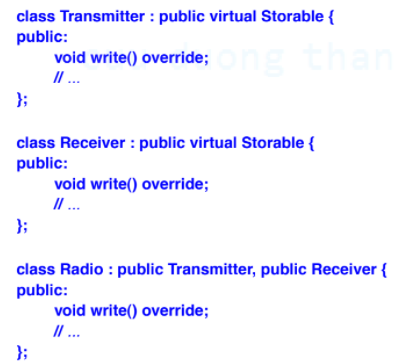 class Transmitter : public virtual Storable {
public:
void write() override;
// ...
};
class Receiver : public virtual Storable {
public:
void write() override;
// ...
};
class Radio : public Transmitter, public Receiver {
public:
void write() override;
// ...
};